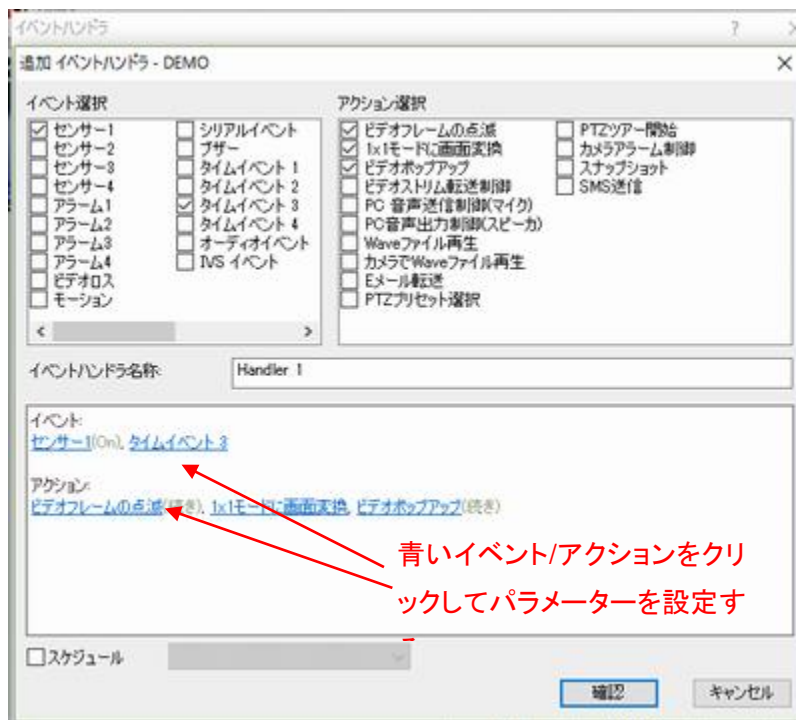 イベントハンドラ ?
追加 イベントハンドラ - DEMO
イベント選択
センサー1
センサー2
センサー3
センサー4
アラーム1
アラーム2
アラーム3
アラーム4
ビデオロス
モーション
シリアルイベント
ブザー
タイムイベント 1
タイムイベント 2
タイムイベント 3
タイムイベント 4
オーディオイベント
IVS イベント
アクション選択
ビデオフレームの点滅
1x1モードに画面変換
ビデオポップアップ
ビデオストリム転送制御
PC 音声送信制御(マイク)
PC音声出力制御(スピーカ)
Waveファイル再生
カメラでWaveファイル再生
Eメール転送
PTZプリセット選択
PTZツアー開始
カメラアラーム制御
スナップショット
SMS送信
イベントハンドラ名称: Handler 1
イベント:
センサー1(On), タイムイベント 3
アクション:
ビデオフレームの点滅(続き), 1x1モードに画面変換, ビデオポップアップ(続き)
青いイベント/アクションをクリ
ックしてパラメーターを設定す
スケジュール
確認 キャンセル